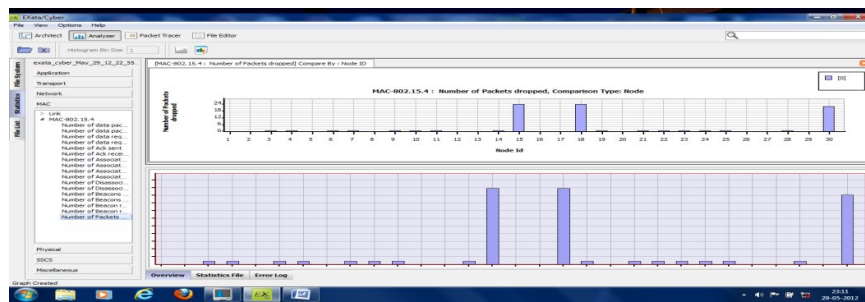 EXata/Cyber
File View Options Help
Architect Analyzer Packet Tracer File Editor
Histogram Bin Size 1
File System
Statistics
File List
exata_cyber_May_29_12_22_55...
Application
Transport
Network
MAC
Link
MAC-802.15.4
Number of data pac...
Number of data pac...
Number of data req...
Number of data req...
Number of Ack sent
Number of Ack recei...
Number of Associat...
Number of Associat...
Number of Associat...
Number of Associat...
Number of Disassoci...
Number of Disassoci...
Number of Beacons ...
Number of Beacons ...
Number of Beacon r...
Number of Beacon r...
Number of Packets ...
Physical
SSCS
Miscellaneous
[MAC-802.15.4 : Number of Packets dropped] Compare By : Node ID
[0]
MAC-802.15.4 : Number of Packets dropped, Comparison Type: Node
Number of Packets dropped
24
18
12
6
0
1 2 3 4 5 6 7 8 9 10 11 12 13 14 15 16 17 18 19 20 21 22 23 24 25 26 27 28 29 30
Node Id
Overview Statistics File Error Log
Graph Created
23:11
29-05-2012